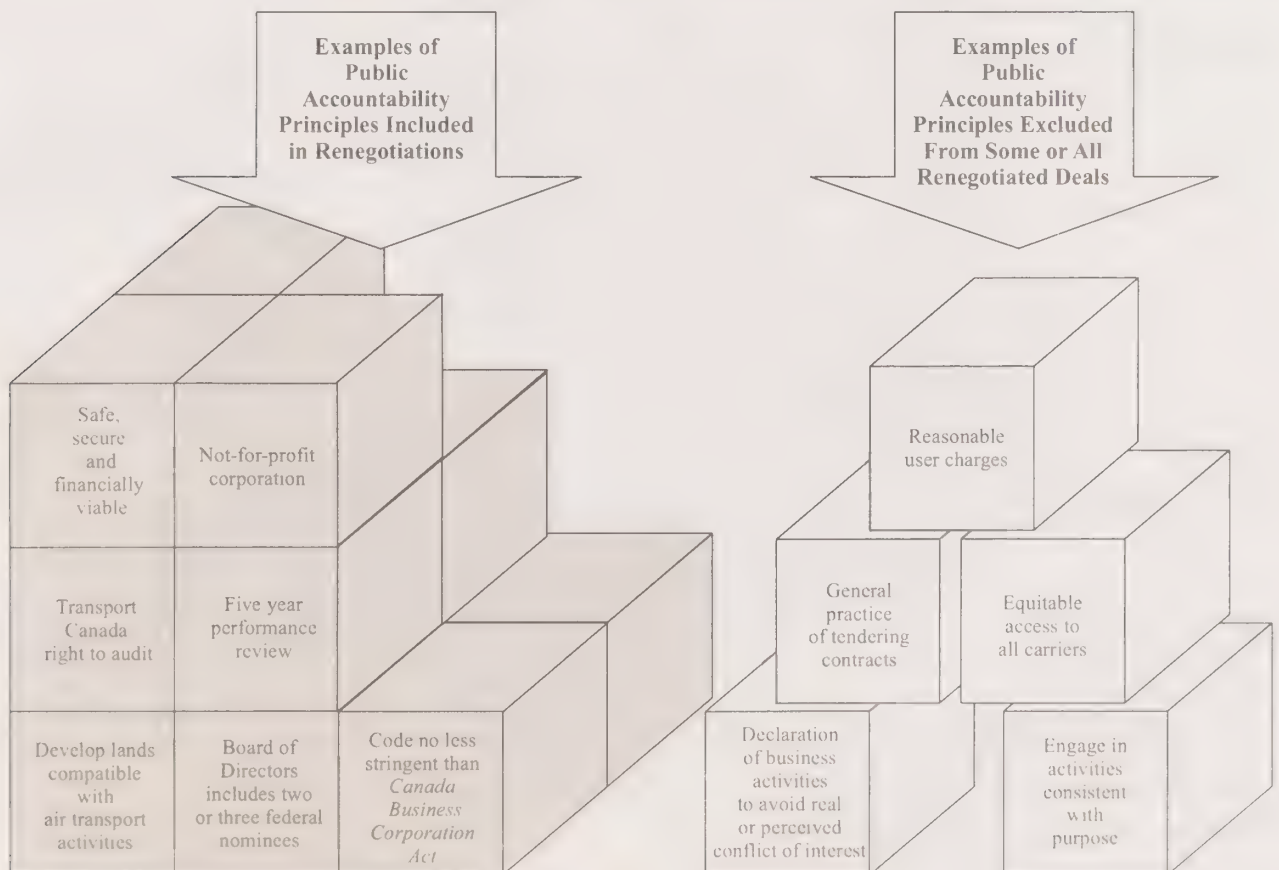 Examples of
Public
Accountability
Principles Included
in Renegotiations
Examples of
Public
Accountability
Principles Excluded
From Some or All
Renegotiated Deals
Safe,
secure
and
financially
viable
Not-for-profit
corporation
Transport
Canada
right to audit
Five year
performance
review
Develop lands
compatible
with
air transport
activities
Board of
Directors
includes two
or three federal
nominees
Code no less
stringent than
Canada
Business
Corporation
Act
Reasonable
user charges
General
practice
of tendering
contracts
Equitable
access to
all carriers
Declaration
of business
activities
to avoid real
or perceived
conflict of interest
Engage in
activities
consistent
with
purpose